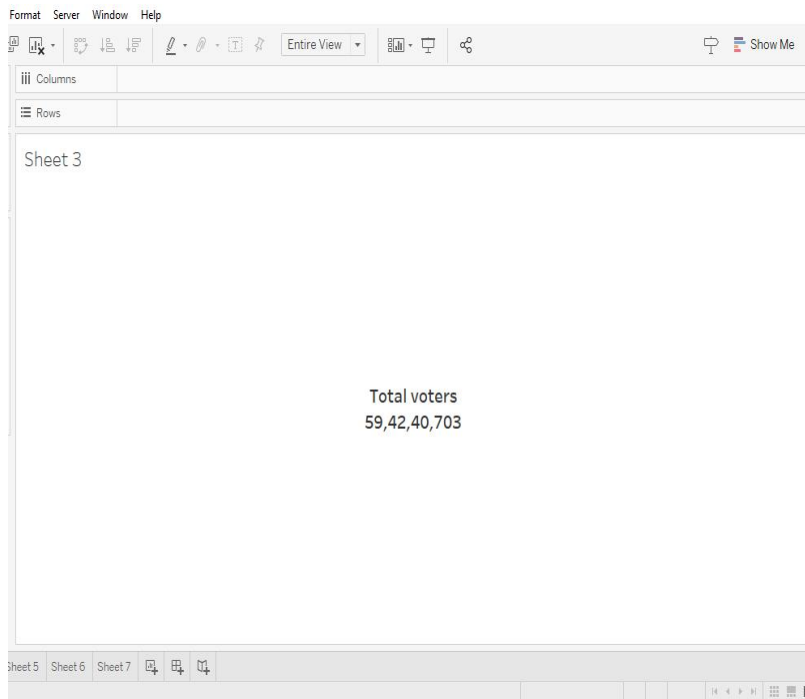 Format Server Window Help
Entire View
Show Me
Columns
Rows
Sheet 3
Total voters
59,42,40,703
Sheet 5 Sheet 6 Sheet 7